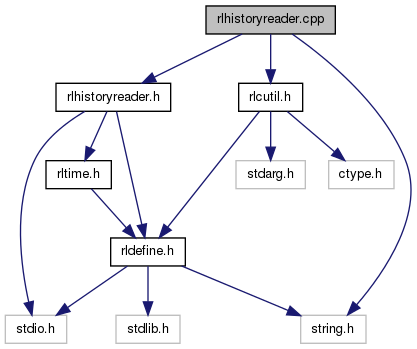 rlhistoryreader.cpp
rlhistoryreader.h
rlcutil.h
rltime.h
stdarg.h
ctype.h
rldefine.h
stdio.h
stdlib.h
string.h